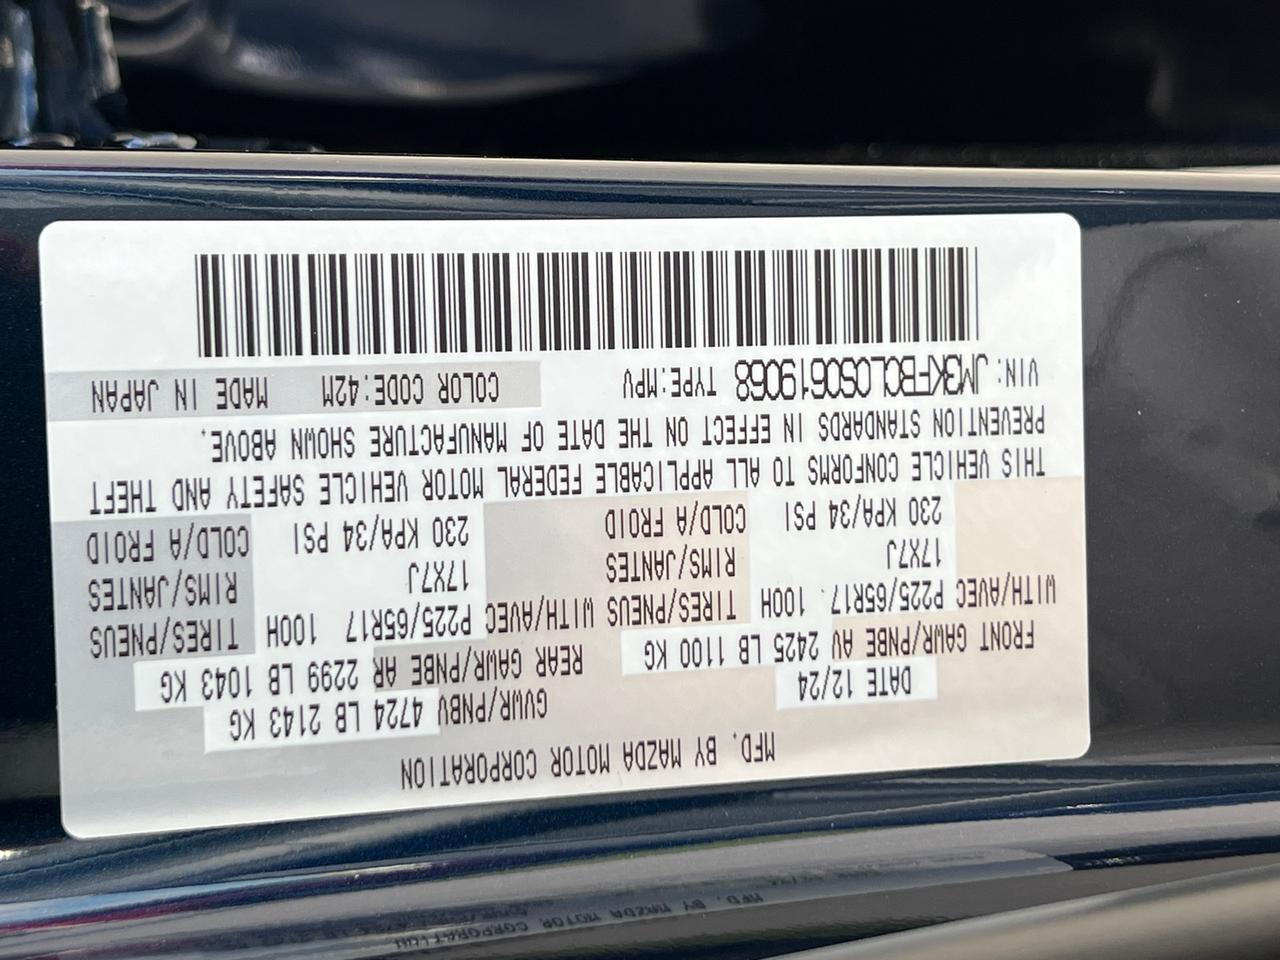 MFD. BY MAZDA MOTOR CORPORATION
DATE 12/24 GVWR/PNBV 4724 LB 2143 KG
FRONT GAWR/PNBE AV 2425 LB 1100 KG REAR GAWR/PNBE AR 2299 LB 1043 KG
WITH/AVEC P225/65R17 100H TIRES/PNEUS WITH/AVEC P225/65R17 100H TIRES/PNEUS
17X7J RIMS/JANTES 17X7J RIMS/JANTES
230 KPA/34 PSI COLD/A FROID 230 KPA/34 PSI COLD/A FROID
THIS VEHICLE CONFORMS TO ALL APPLICABLE FEDERAL MOTOR VEHICLE SAFETY AND THEFT
PREVENTION STANDARDS IN EFFECT ON THE DATE OF MANUFACTURE SHOWN ABOVE.
VIN: JM3KFBCL0S0619068 TYPE:MPV COLOR CODE:42M MADE IN JAPAN
MFD. BY MAZDA MOTOR CORPORATION